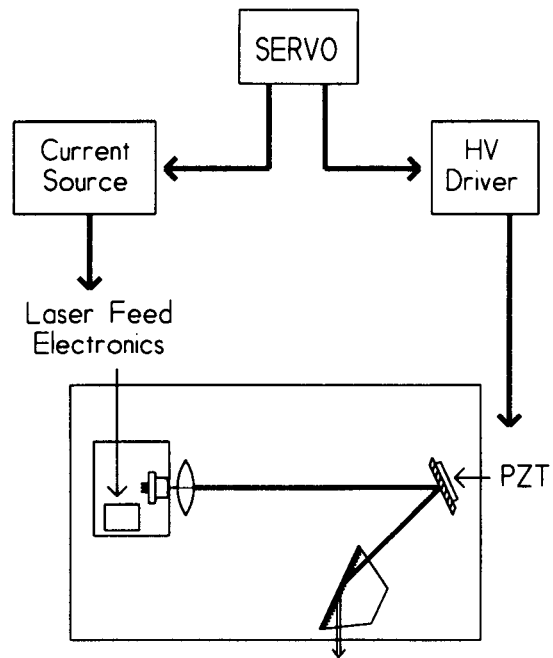 SERVO
Current
Source
HV
Driver
Laser Feed
Electronics
PZT